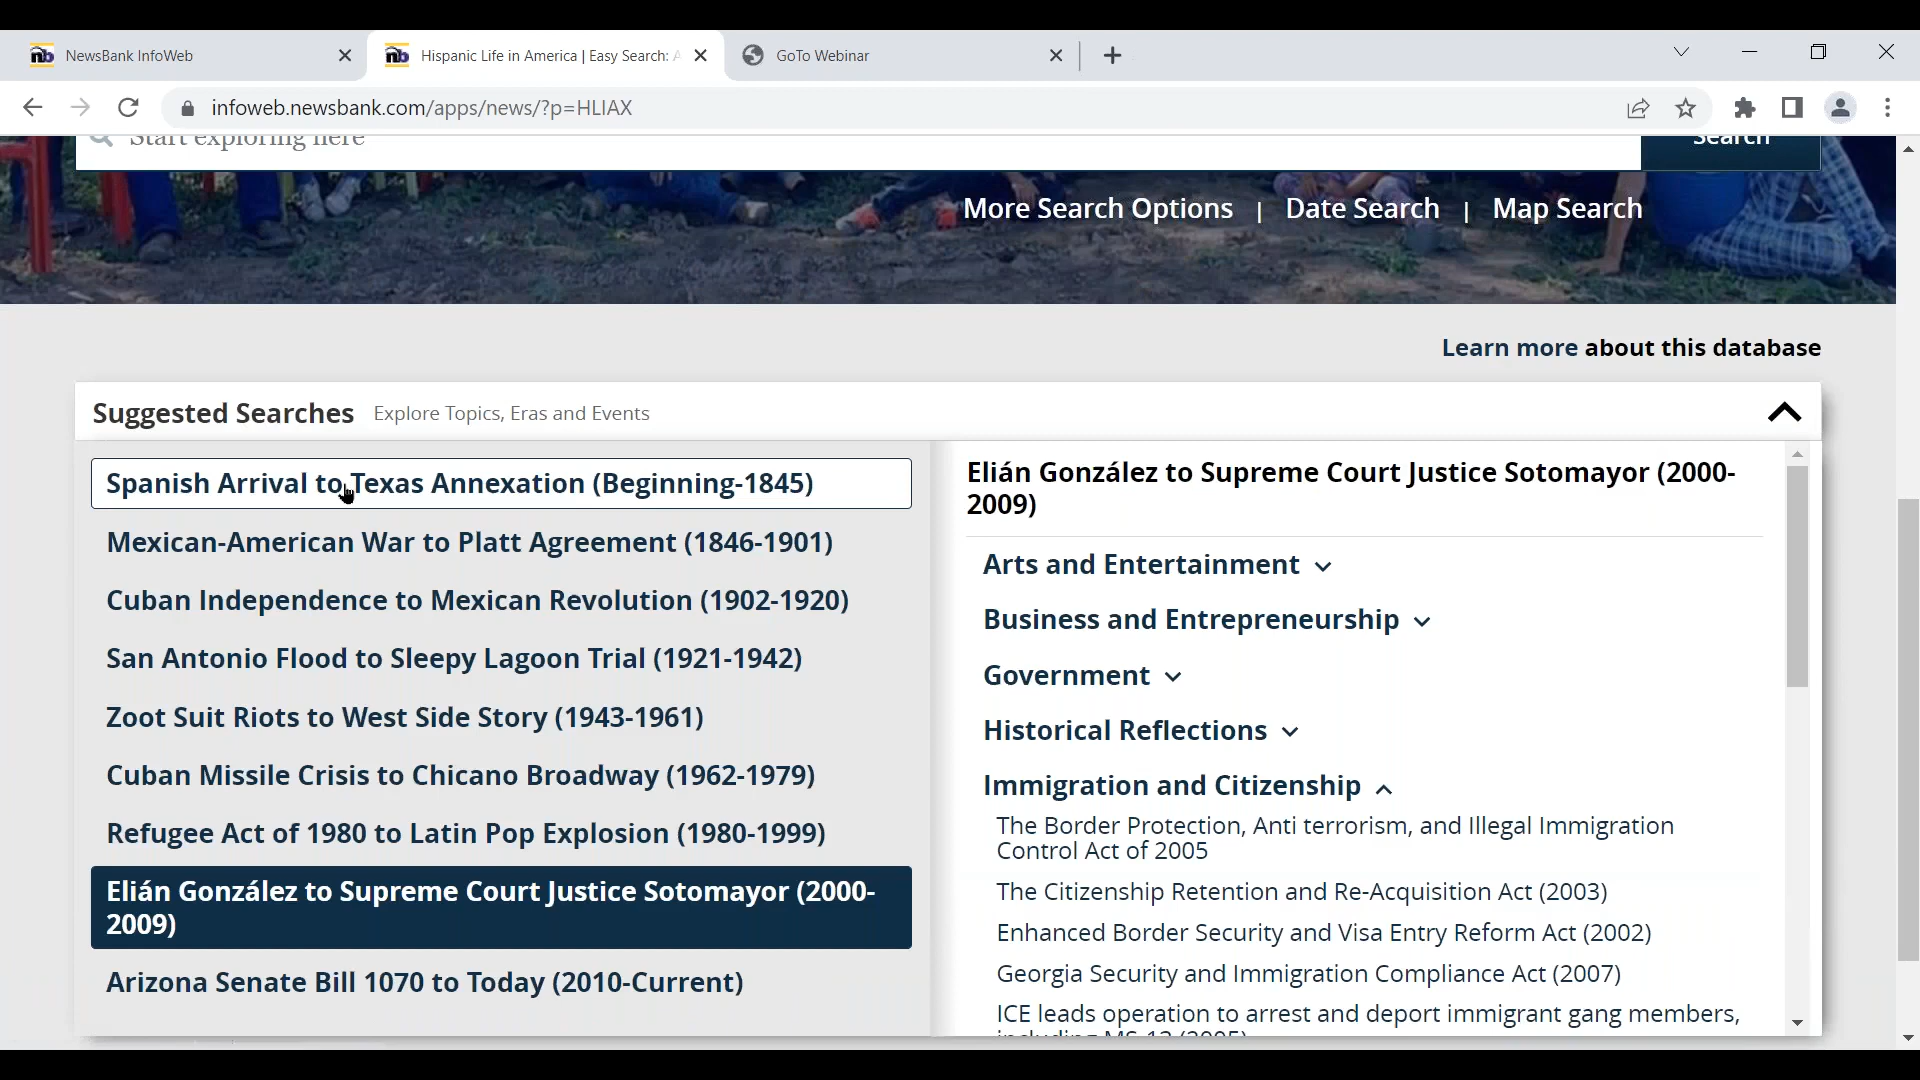 NewsBank InfoWeb
Hispanic Life in America | Easy Search: A
GoTo Webinar
infoweb.newsbank.com/apps/news/?p=HLIAX
Start exploring here
Search
More Search Options | Date Search | Map Search
Learn more about this database
Suggested Searches Explore Topics, Eras and Events
Spanish Arrival to Texas Annexation (Beginning-1845)
Mexican-American War to Platt Agreement (1846-1901)
Cuban Independence to Mexican Revolution (1902-1920)
San Antonio Flood to Sleepy Lagoon Trial (1921-1942)
Zoot Suit Riots to West Side Story (1943-1961)
Cuban Missile Crisis to Chicano Broadway (1962-1979)
Refugee Act of 1980 to Latin Pop Explosion (1980-1999)
Elián González to Supreme Court Justice Sotomayor (2000-
2009)
Arizona Senate Bill 1070 to Today (2010-Current)
Elián González to Supreme Court Justice Sotomayor (2000-
2009)
Arts and Entertainment
Business and Entrepreneurship
Government
Historical Reflections
Immigration and Citizenship
The Border Protection, Anti terrorism, and Illegal Immigration
Control Act of 2005
The Citizenship Retention and Re-Acquisition Act (2003)
Enhanced Border Security and Visa Entry Reform Act (2002)
Georgia Security and Immigration Compliance Act (2007)
ICE leads operation to arrest and deport immigrant gang members,
including MS-13 (2005)